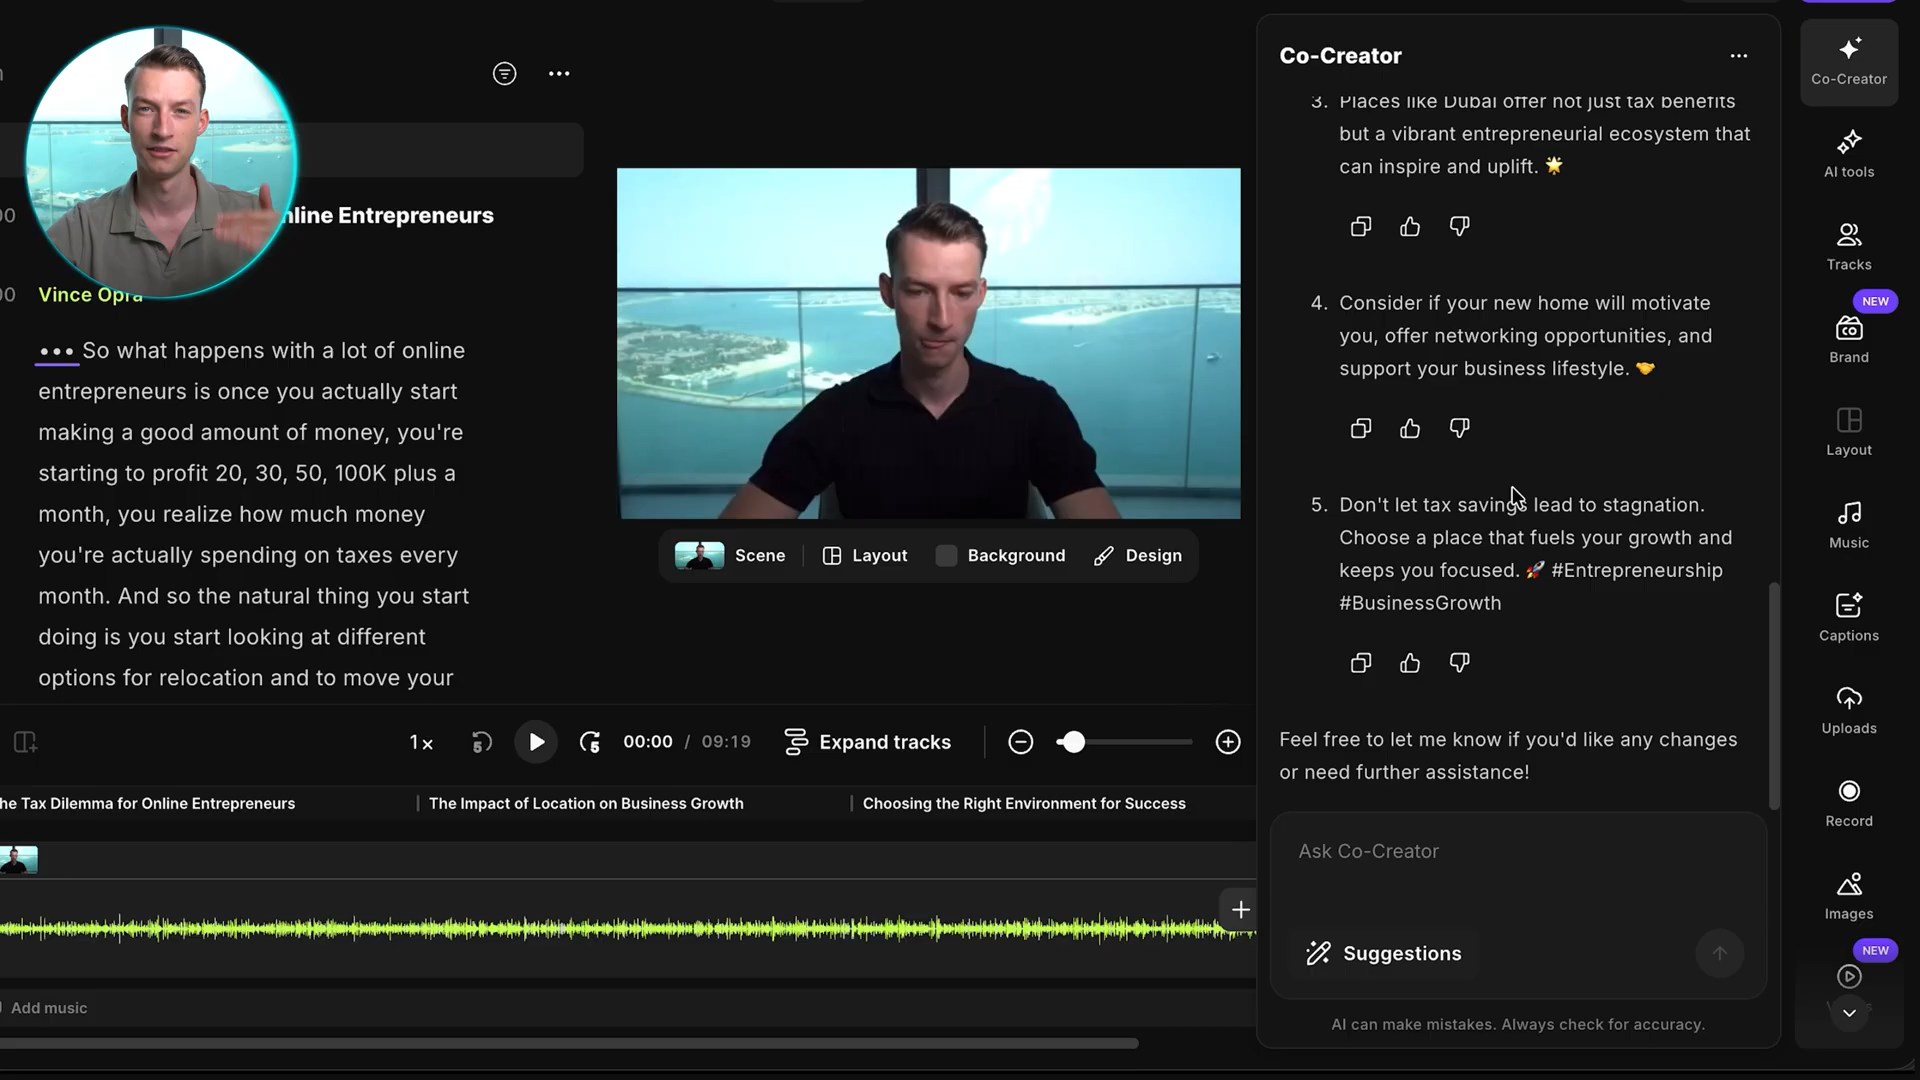 nline Entrepreneurs
Vince Opra
So what happens with a lot of online
entrepreneurs is once you actually start
making a good amount of money, you're
starting to profit 20, 30, 50, 100K plus a
month, you realize how much money
you're actually spending on taxes every
month. And so the natural thing you start
doing is you start looking at different
options for relocation and to move your
Scene
Layout
Background
Design
1x
5
5
00:00 / 09:19
Expand tracks
he Tax Dilemma for Online Entrepreneurs
The Impact of Location on Business Growth
Choosing the Right Environment for Success
Add music
Co-Creator
3. Places like Dubai offer not just tax benefits
but a vibrant entrepreneurial ecosystem that
can inspire and uplift. 🌟
4. Consider if your new home will motivate
you, offer networking opportunities, and
support your business lifestyle. 🤝
5. Don't let tax savings lead to stagnation.
Choose a place that fuels your growth and
keeps you focused. 🚀 #Entrepreneurship
#BusinessGrowth
Feel free to let me know if you'd like any changes
or need further assistance!
Ask Co-Creator
Suggestions
AI can make mistakes. Always check for accuracy.
Co-Creator
AI tools
Tracks
NEW
Brand
Layout
Music
Captions
Uploads
Record
Images
NEW